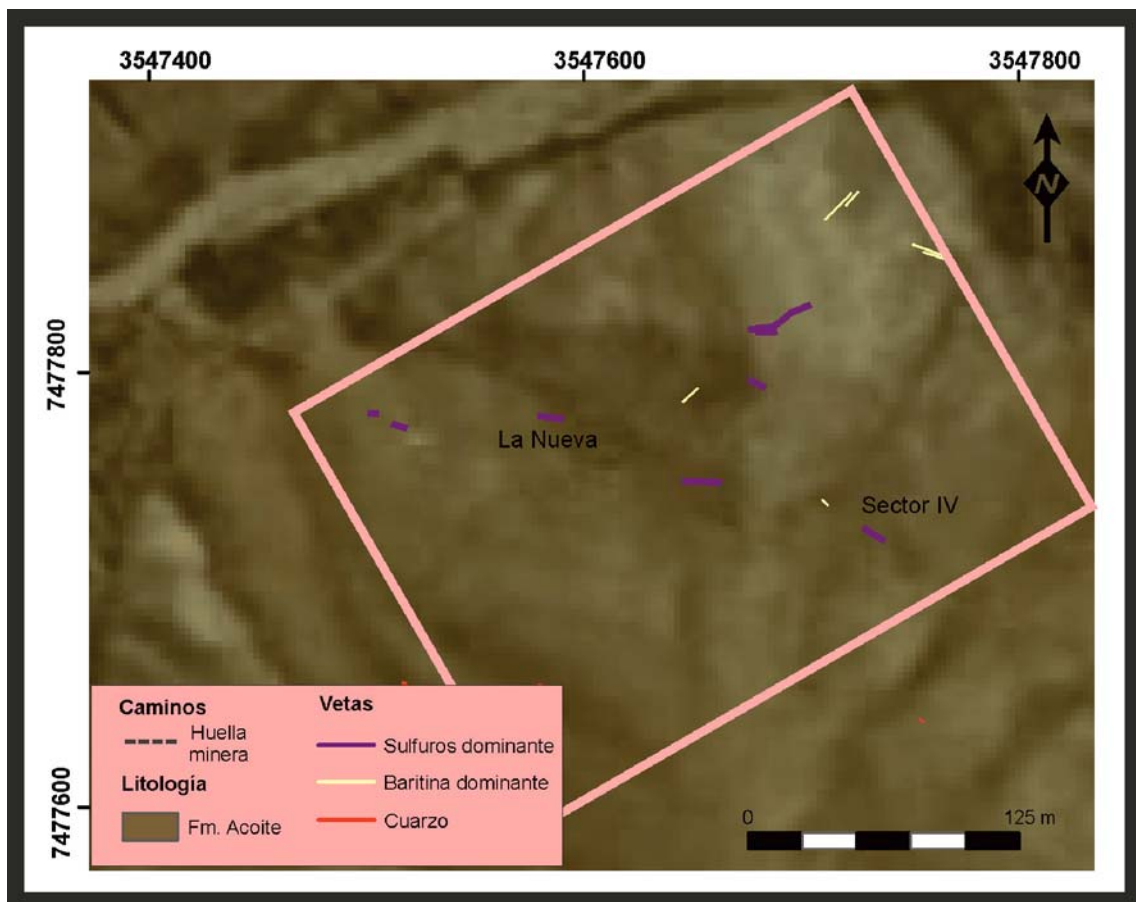 3547400 3547600 3547800
N
7477800
La Nueva
Sector IV
Caminos
Huella
minera
Litología
Fm. Acoite
Vetas
Sulfuros dominante
Baritina dominante
Cuarzo
7477600
0 125 m